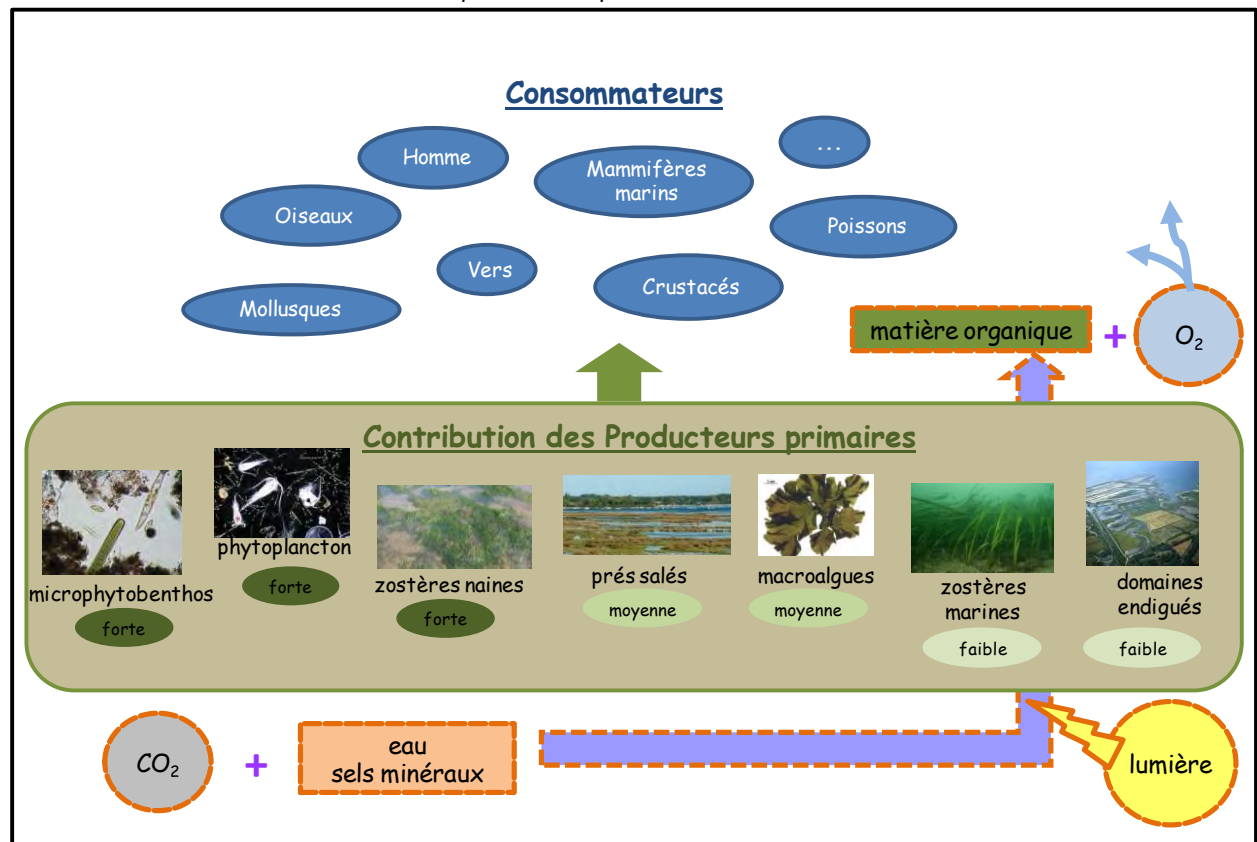 Consommateurs
Homme
Mammifères
marins
...
Oiseaux
Poissons
Vers
Crustacés
Mollusques
matière organique
+
O₂
Contribution des Producteurs primaires
microphytobenthos
forte
phytoplancton
forte
zostères naines
forte
prés salés
moyenne
macroalgues
moyenne
zostères
marines
faible
domaines
endigués
faible
CO₂
+
eau
sels minéraux
lumière